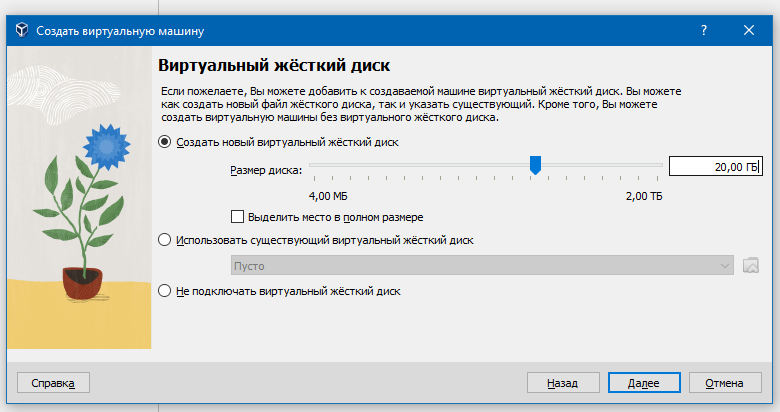 Создать виртуальную машину
Виртуальный жёсткий диск
Если пожелаете, Вы можете добавить к создаваемой машине виртуальный жёсткий диск. Вы можете
как создать новый файл жёсткого диска, так и указать существующий. Кроме того, Вы можете
создать виртуальную машины без виртуального жёсткого диска.
Создать новый виртуальный жёсткий диск
Размер диска:
20,00 ГБ
4,00 МБ
2,00 ТБ
Выделить место в полном размере
Использовать существующий виртуальный жёсткий диск
Пусто
Не подключать виртуальный жёсткий диск
Справка
Назад
Далее
Отмена